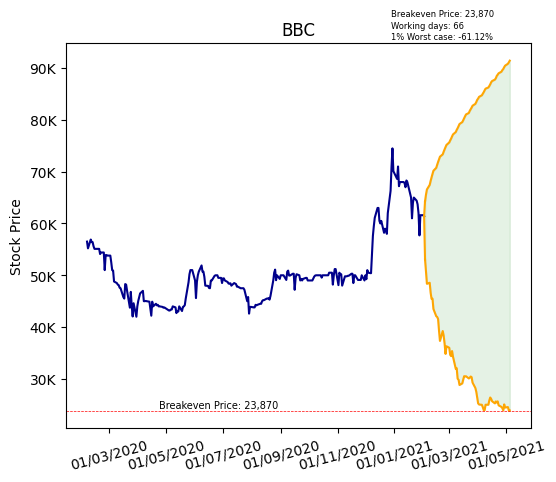 Breakeven Price: 23,870
Working days: 66
1% Worst case: -61.12%
BBC
90K
80K
70K
60K
50K
40K
30K
Stock Price
Breakeven Price: 23,870
01/03/2020
01/05/2020
01/07/2020
01/09/2020
01/11/2020
01/01/2021
01/03/2021
01/05/2021